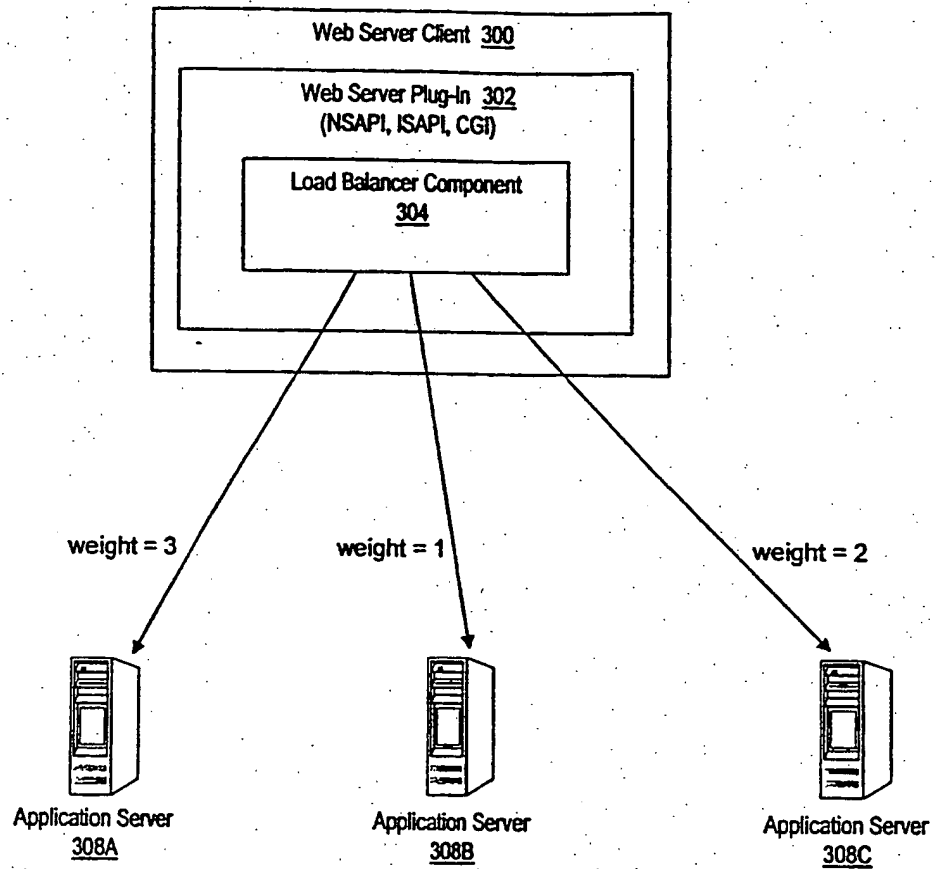 Web Server Client 300
Web Server Plug-In 302
(NSAPI, ISAPI, CGI)
Load Balancer Component
304
weight = 3
weight = 1
weight = 2
Application Server
308A
Application Server
308B
Application Server
308C